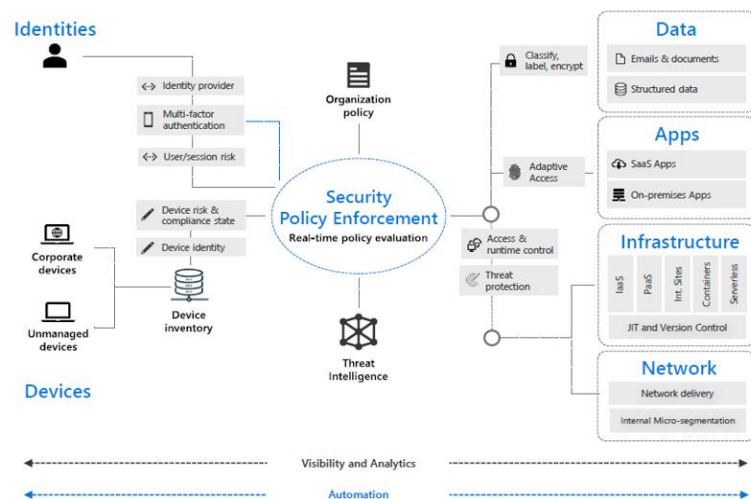 Identities
Identity provider
Multi-factor
authentication
User/session risk
Device risk &
compliance state
Device identity
Corporate
devices
Unmanaged
devices
Device
inventory
Devices
Organization
policy
Security
Policy Enforcement
Real-time policy evaluation
Threat
Intelligence
Classify,
label, encrypt
Adaptive
Access
Access &
runtime control
Threat
protection
Data
Emails & documents
Structured data
Apps
SaaS Apps
On-premises Apps
Infrastructure
IaaS
PaaS
Int. Sites
Containers
Serverless
JIT and Version Control
Network
Network delivery
Internal Micro-segmentation
Visibility and Analytics
Automation